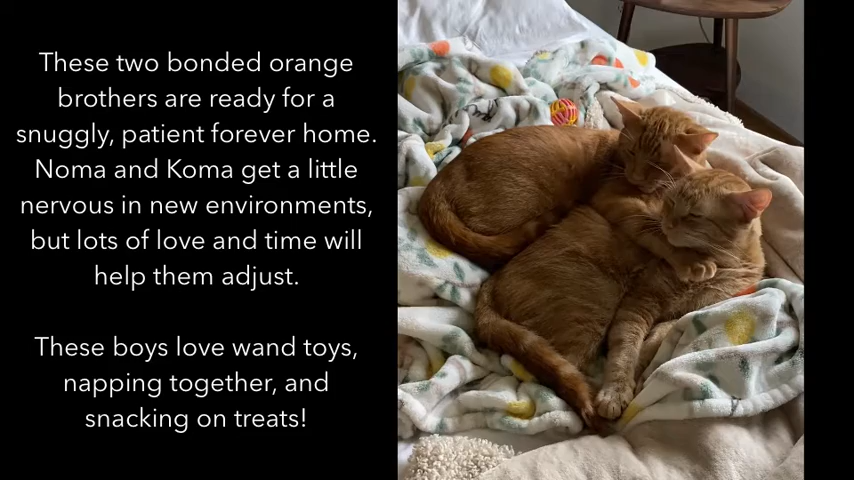 These two bonded orange
brothers are ready for a
snuggly, patient forever home.
Noma and Koma get a little
nervous in new environments,
but lots of love and time will
help them adjust.
These boys love wand toys,
napping together, and
snacking on treats!